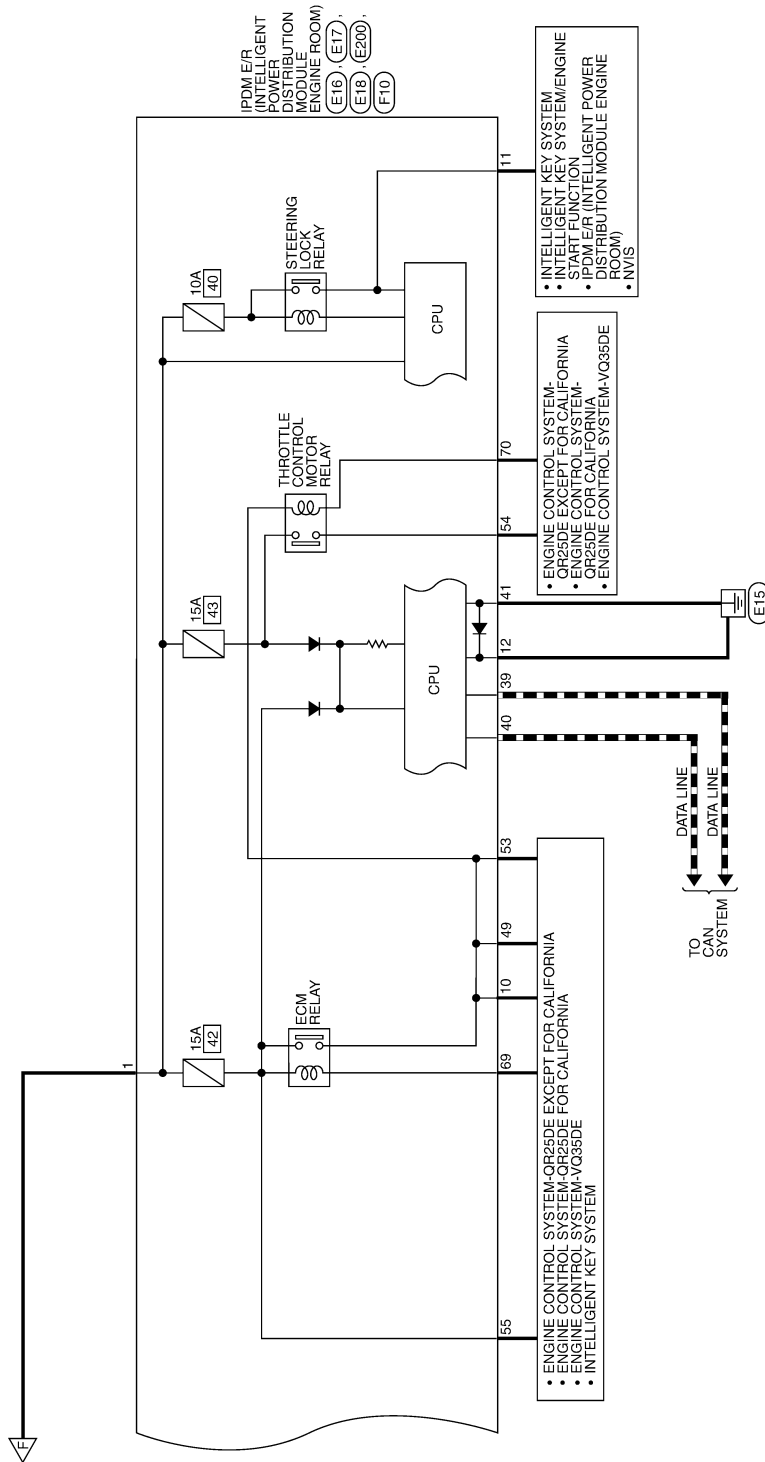 IPDM E/R
(INTELLIGENT
POWER
DISTRIBUTION
MODULE
ENGINE ROOM)
E16 , E17 ,
E18 , E200 ,
F10
F
1
15A
42
15A
43
10A
40
ECM
RELAY
THROTTLE
CONTROL
MOTOR
RELAY
STEERING
LOCK
RELAY
CPU
CPU
55
69
10
49
53
40
39
12
41
54
70
11
• ENGINE CONTROL SYSTEM-QR25DE EXCEPT FOR CALIFORNIA
• ENGINE CONTROL SYSTEM-QR25DE FOR CALIFORNIA
• ENGINE CONTROL SYSTEM-VQ35DE
• INTELLIGENT KEY SYSTEM
TO
CAN
SYSTEM
DATA LINE
DATA LINE
E15
• ENGINE CONTROL SYSTEM-
QR25DE EXCEPT FOR CALIFORNIA
• ENGINE CONTROL SYSTEM-
QR25DE FOR CALIFORNIA
• ENGINE CONTROL SYSTEM-VQ35DE
• INTELLIGENT KEY SYSTEM
• INTELLIGENT KEY SYSTEM/ENGINE
START FUNCTION
• IPDM E/R (INTELLIGENT POWER
DISTRIBUTION MODULE ENGINE
ROOM)
• NVIS